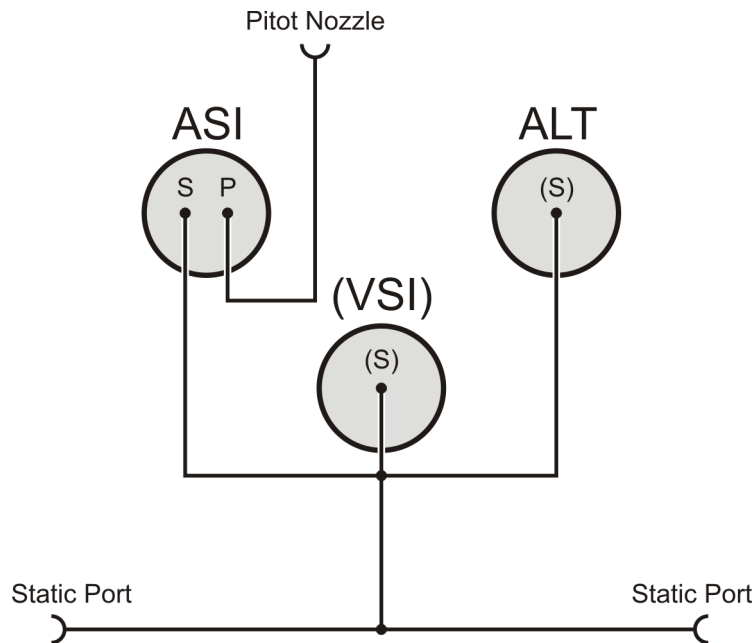 Pitot Nozzle
ASI
ALT
S P
(S)
(VSI)
(S)
Static Port
Static Port